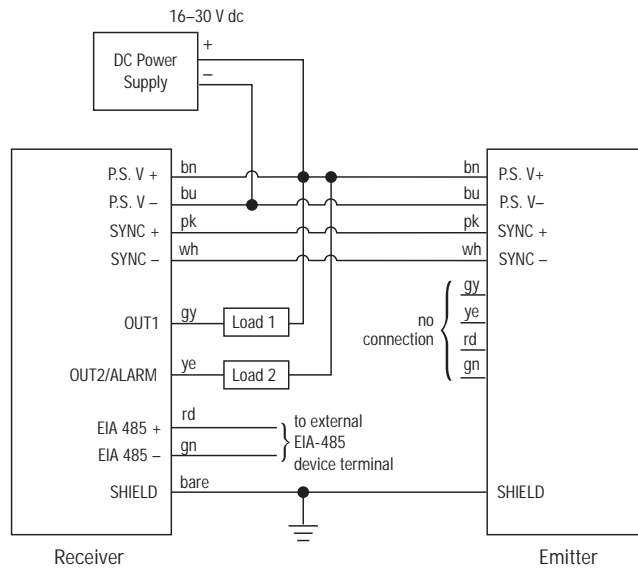 16–30 V dc
DC Power
Supply
+
–
P.S. V +
bn
bn
P.S. V+
P.S. V –
bu
bu
P.S. V–
SYNC +
pk
pk
SYNC +
SYNC –
wh
wh
SYNC –
OUT1
gy
Load 1
OUT2/ALARM
ye
Load 2
no
connection
gy
ye
rd
gn
EIA 485 +
rd
EIA 485 –
gn
to external
EIA-485
device terminal
SHIELD
bare
SHIELD
Receiver
Emitter